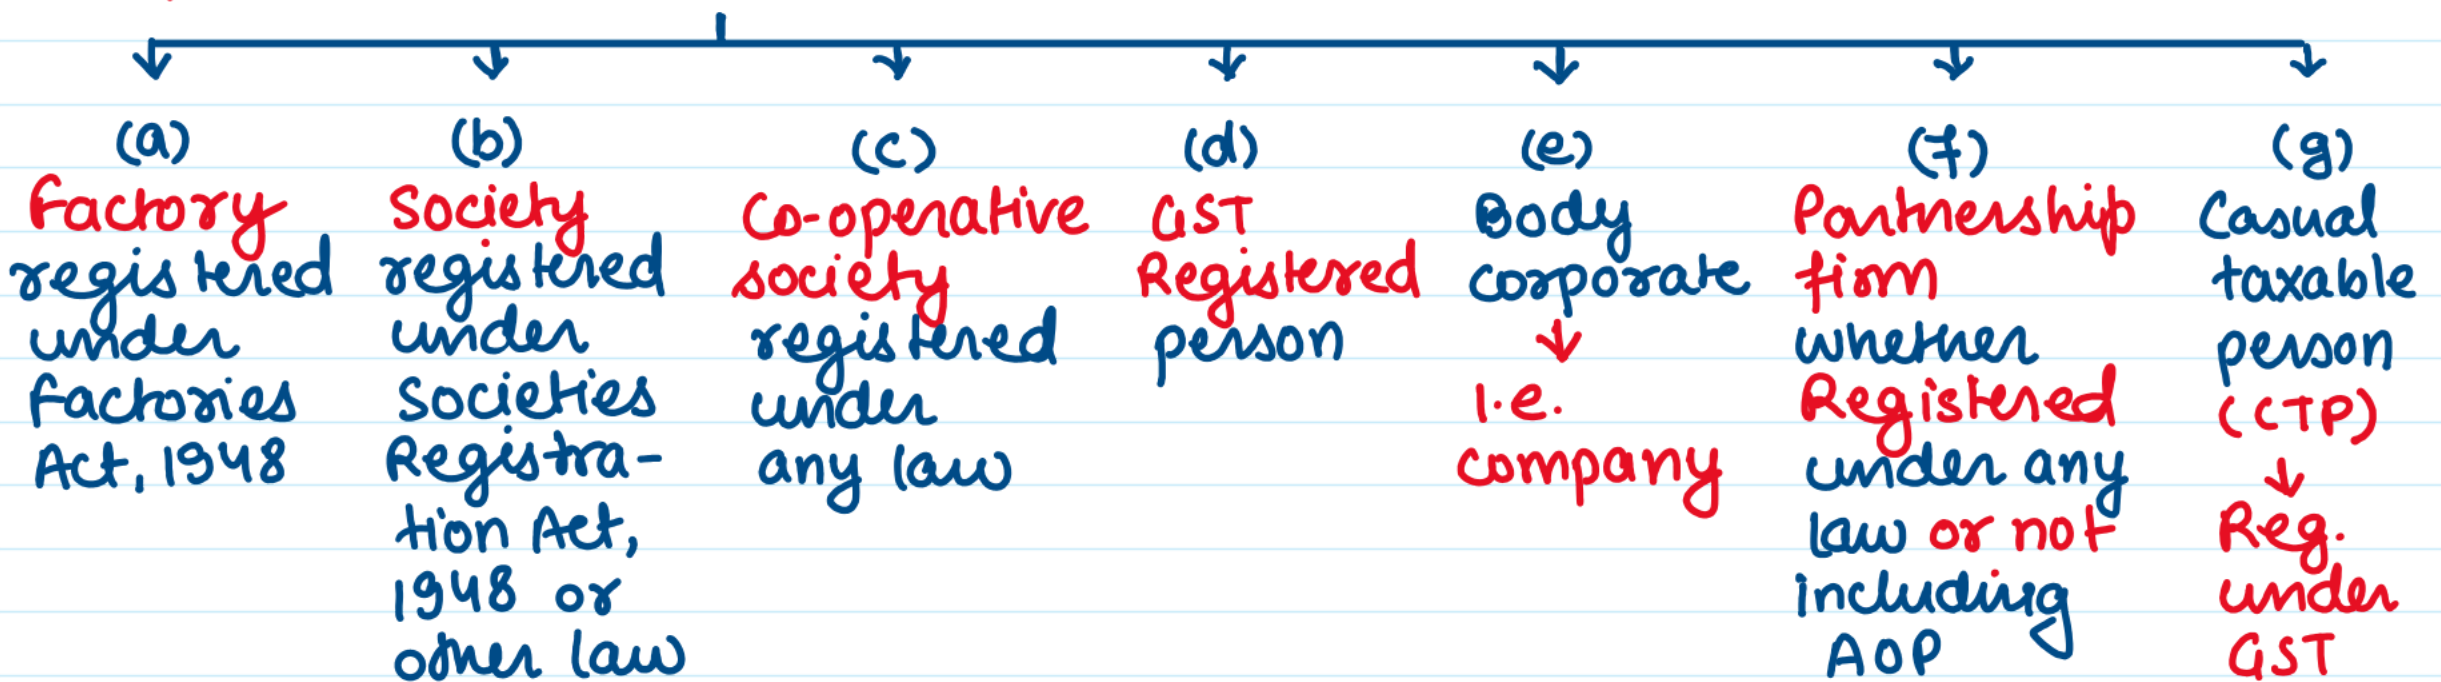 (a)
Factory
registered
under
Factories
Act, 1948
(b)
Society
registered
under
Societies
Registra-
tion Act,
1948 or
other law
(c)
Co-operative
society
registered
under
any law
(d)
GST
Registered
person
(e)
Body
corporate
I.e.
company
(f)
Partnership
firm
whether
Registered
under any
law or not
including
AOP
(g)
Casual
taxable
person
(CTP)
Reg.
under
GST